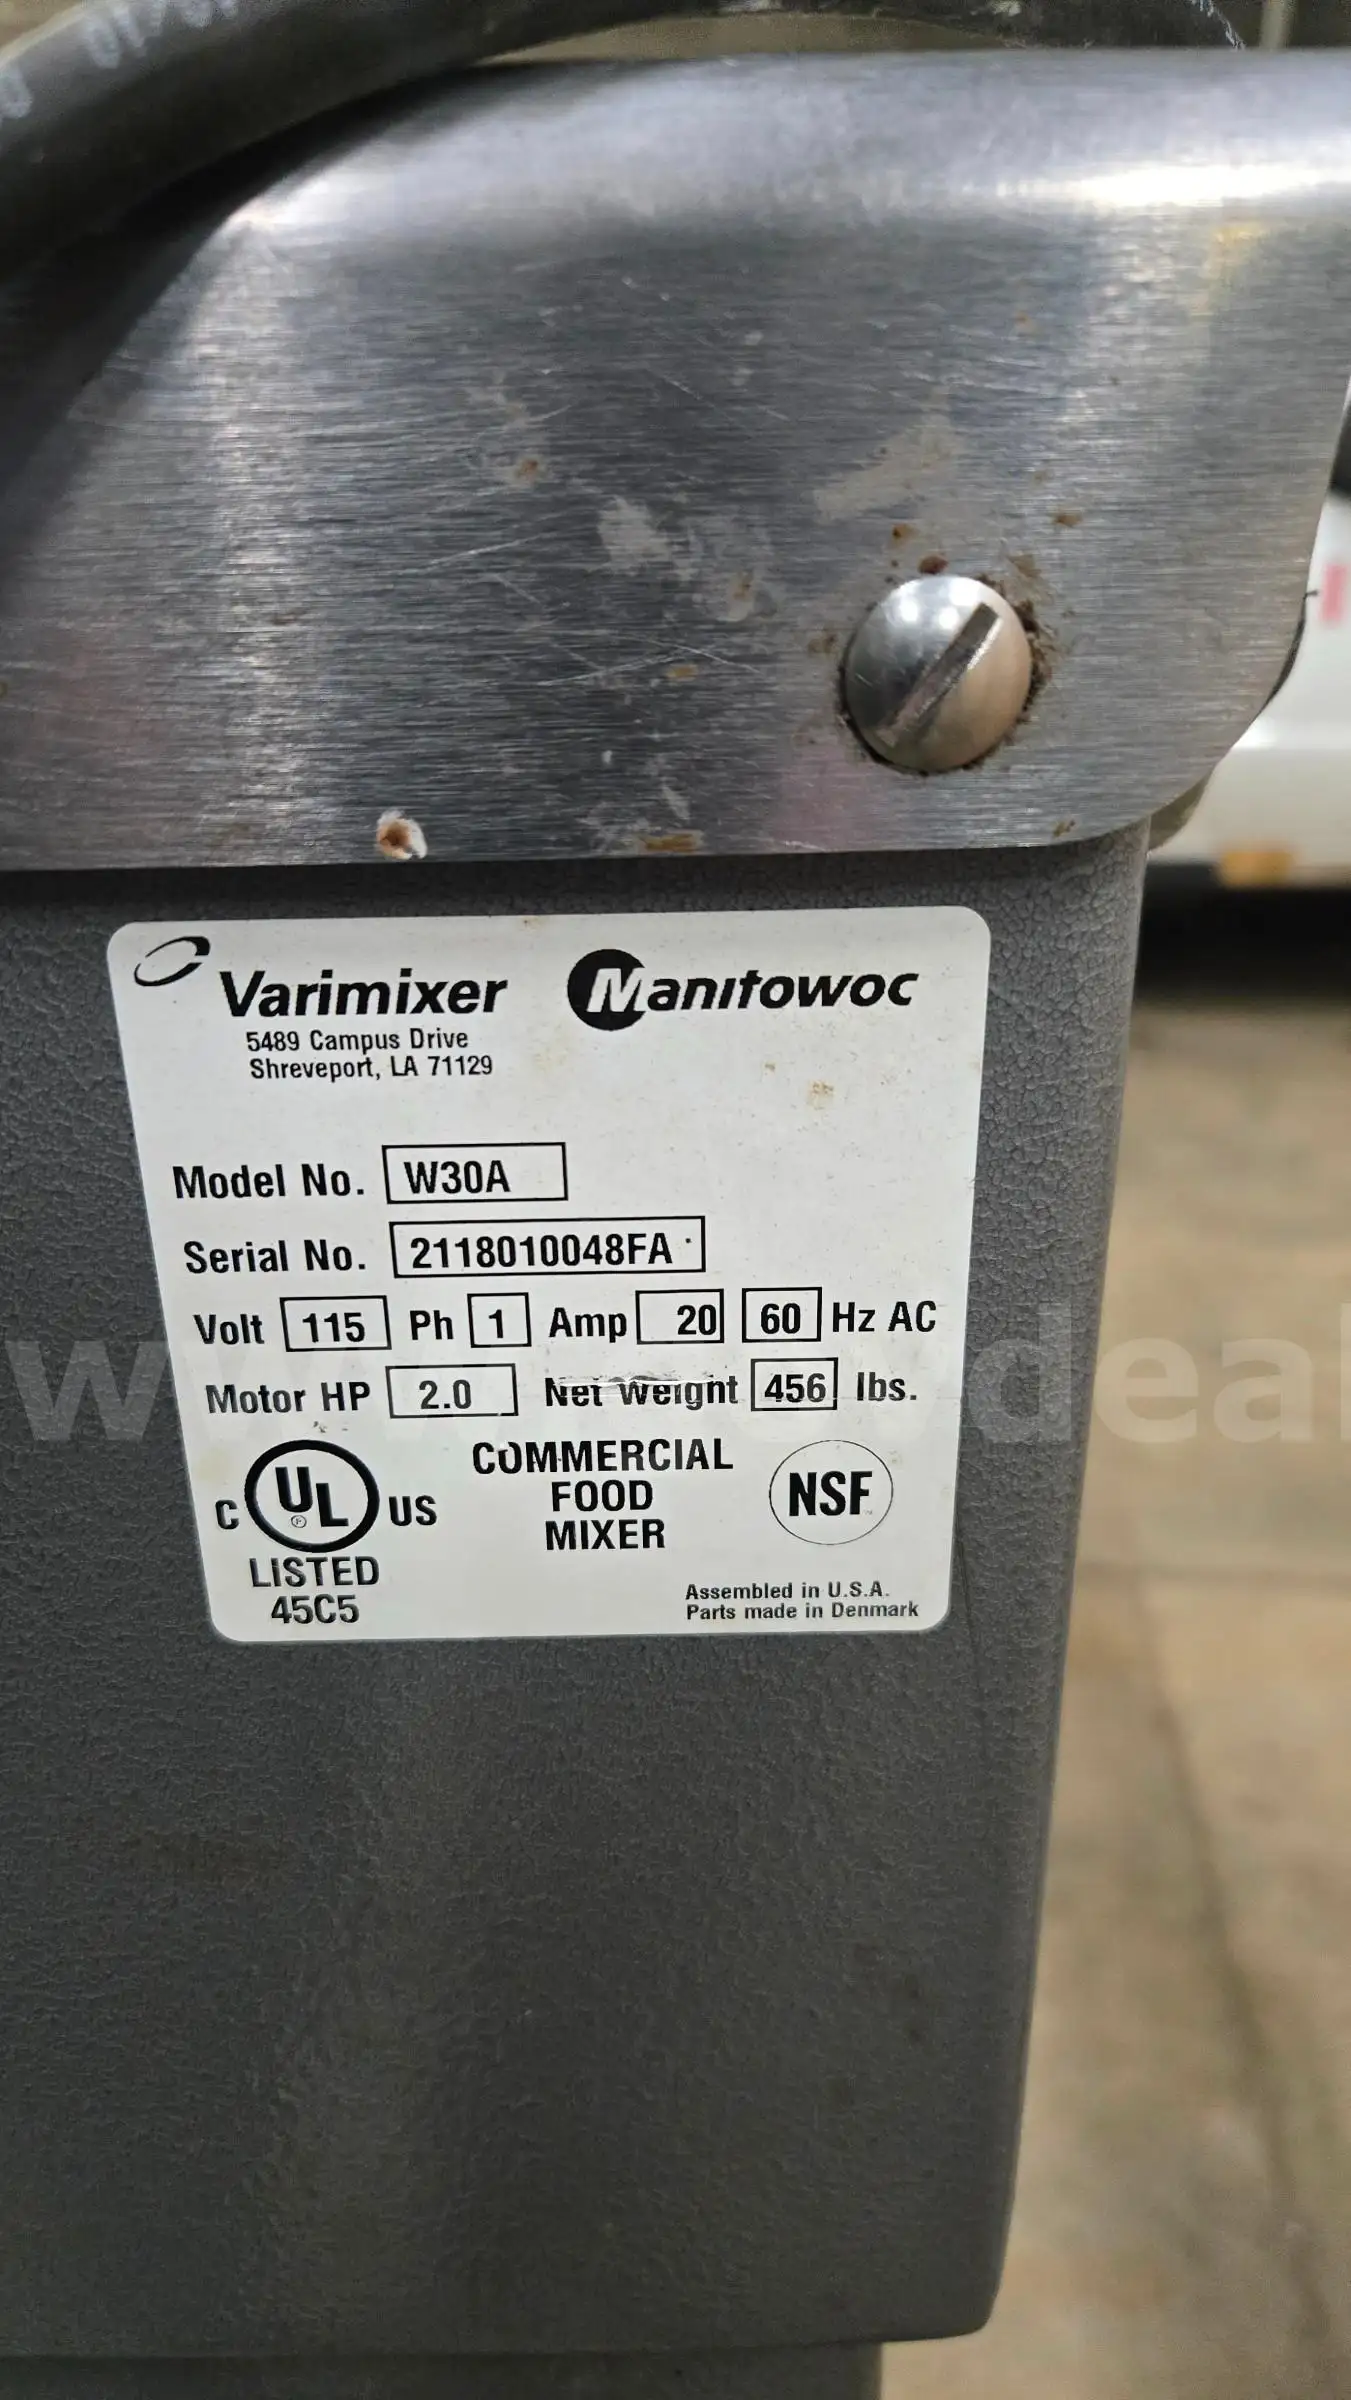 Varimixer Manitowoc
5489 Campus Drive
Shreveport, LA 71129
Model No. W30A
Serial No. 2118010048FA
Volt 115 Ph 1 Amp 20 60 Hz AC
Motor HP 2.0 Net Weight 456 lbs.
C UL US
LISTED
45C5
COMMERCIAL
FOOD
MIXER
NSF
Assembled in U.S.A.
Parts made in Denmark